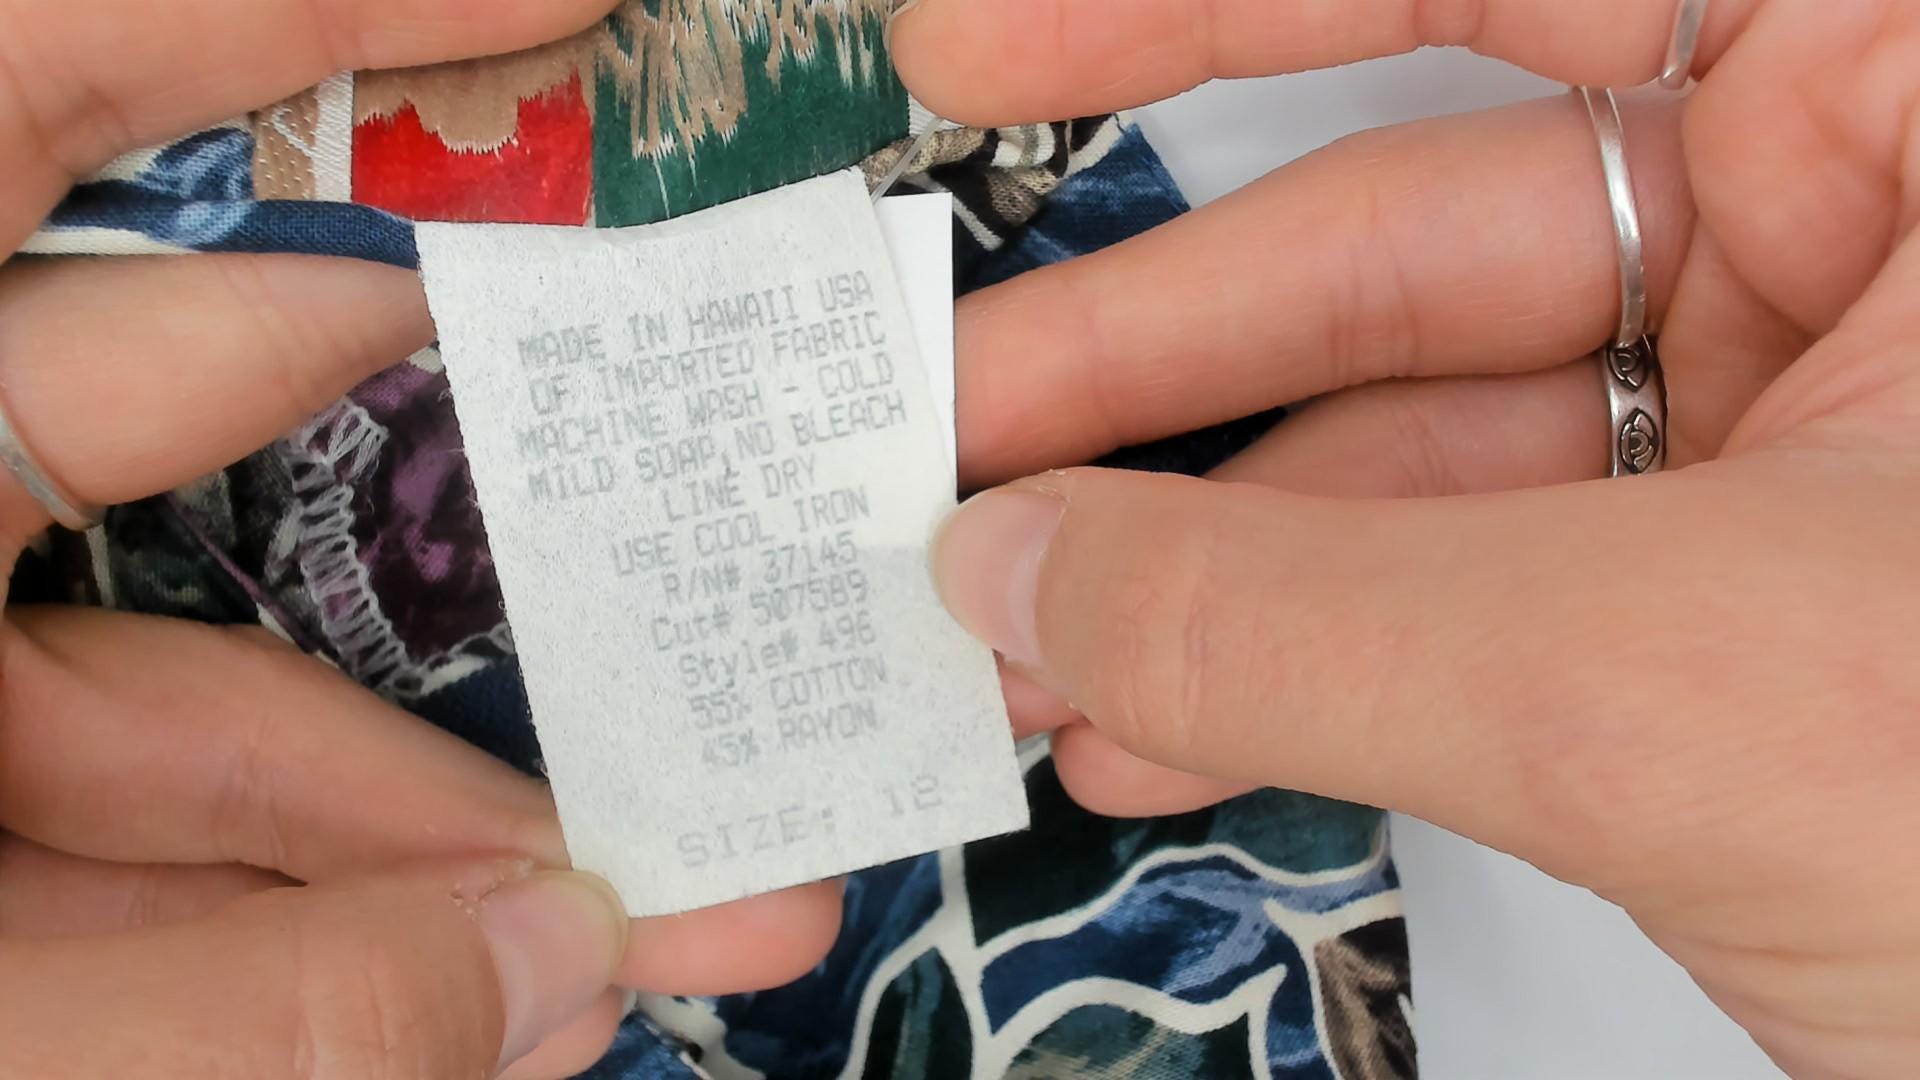 MADE IN HAWAII USA
OF IMPORTED FABRIC
MACHINE WASH - COLD
MILD SOAP, NO BLEACH
LINE DRY
USE COOL IRON
R/N# 37145
Cut# 507589
Style# 496
55% COTTON
45% RAYON
SIZE: 12